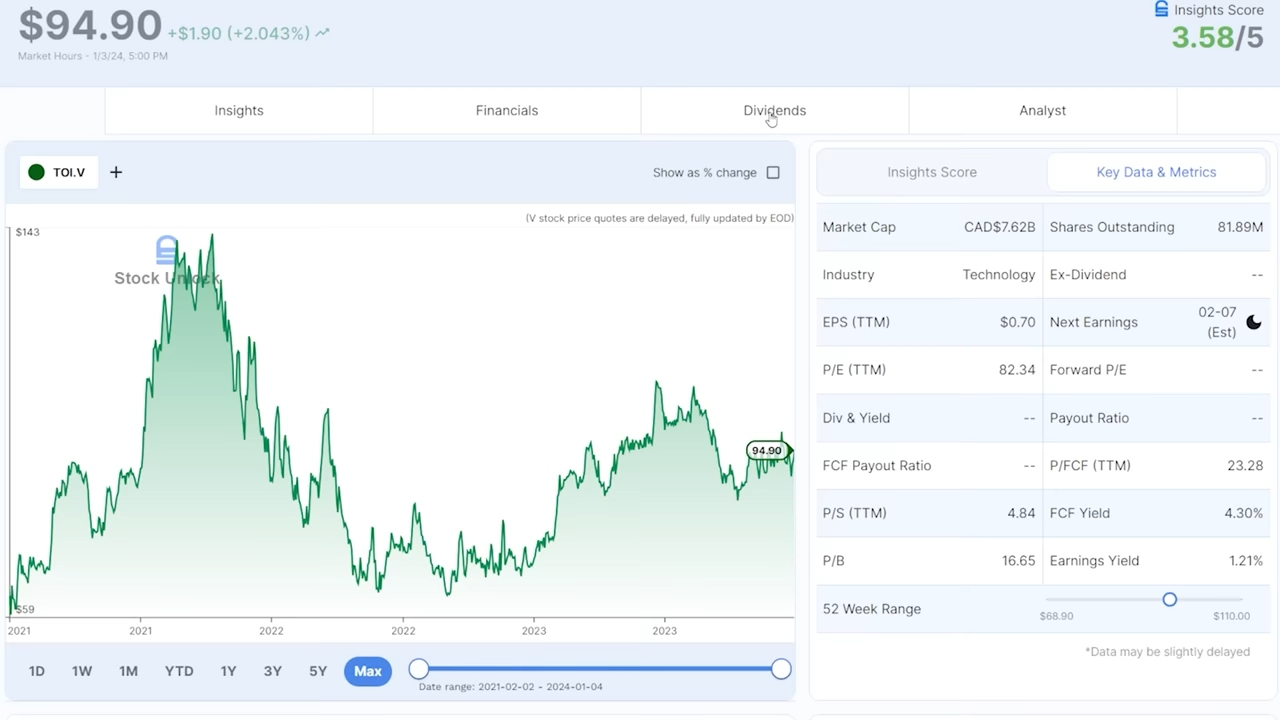 $94.90 +$1.90 (+2.043%)
Market Hours - 1/3/24, 5:00 PM
Insights Score
3.58/5
Insights Financials Dividends Analyst
TOI.V + Show as % change
(V stock price quotes are delayed, fully updated by EOD)
$143
Stock Unlock
94.90
$59
2021 2021 2022 2022 2023 2023
1D 1W 1M YTD 1Y 3Y 5Y Max
Date range: 2021-02-02 - 2024-01-04
Insights Score Key Data & Metrics
Market Cap CAD$7.62B Shares Outstanding 81.89M
Industry Technology Ex-Dividend --
EPS (TTM) $0.70 Next Earnings 02-07
(Est)
P/E (TTM) 82.34 Forward P/E --
Div & Yield -- Payout Ratio --
FCF Payout Ratio -- P/FCF (TTM) 23.28
P/S (TTM) 4.84 FCF Yield 4.30%
P/B 16.65 Earnings Yield 1.21%
52 Week Range $68.90 $110.00
*Data may be slightly delayed